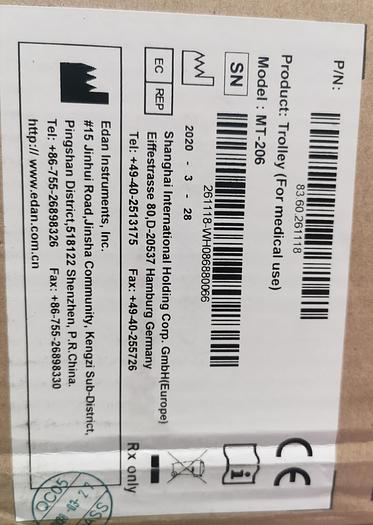 P/N:
83.60.261118
Product: Trolley (For medical use)
Model : MT-206
SN
261118-WH086880066
2020 - 3 - 28
EC REP
Shanghai International Holding Corp. GmbH(Europe)
Eiffestrasse 80,D-20537 Hamburg Germany
Tel: +49-40-2513175 Fax: +49-40-255726
Rx only
Edan Instruments, Inc.
#15 Jinhui Road,Jinsha Community, Kengzi Sub-District,
Pingshan District,518122 Shenzhen, P.R.China.
Tel: +86-755-26898326 Fax: +86-755-26898330
http:// www.edan.com.cn
CE
QC05